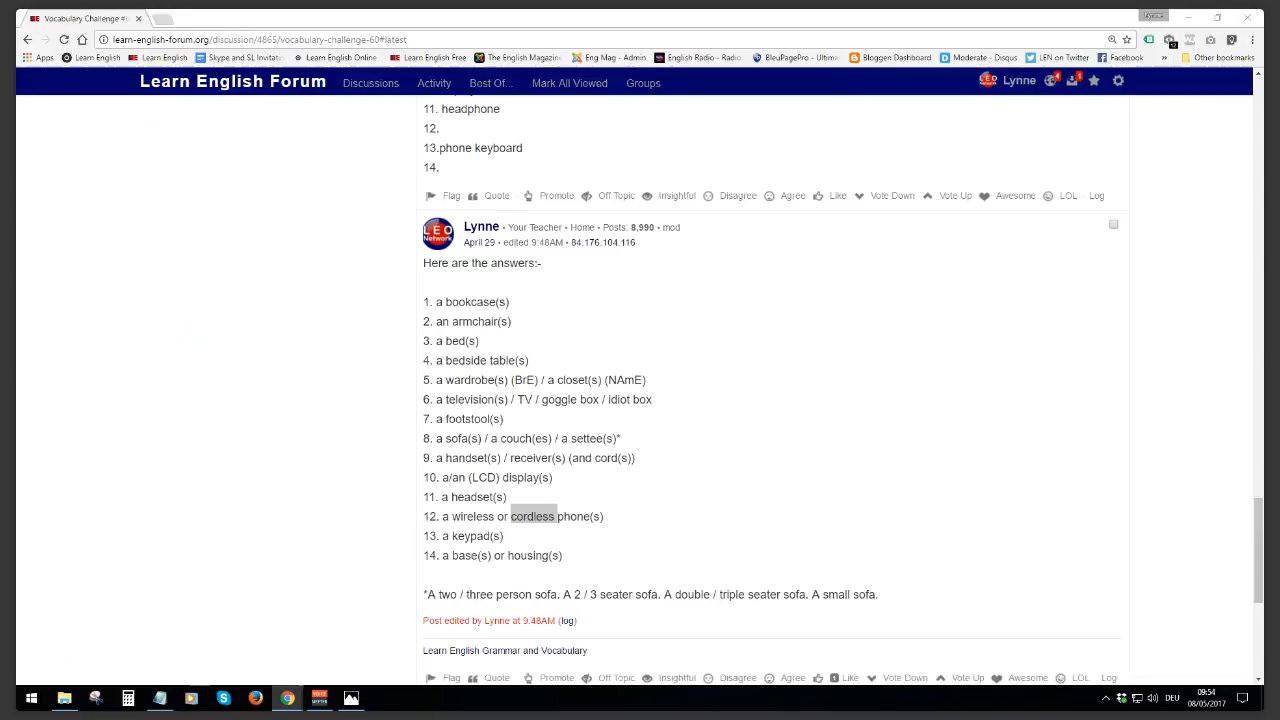 Vocabulary Challenge #6
Lynne
learn-english-forum.org/discussion/4865/vocabulary-challenge-60#latest
Apps Learn English Skype and SL Invitat Learn English Online Learn English Free The English Magazine Eng Mag - Admin English Radio - Radio BleuPagePro - Ultima Blogger: Dashboard Moderate - Disqus LEN on Twitter Facebook Other bookmarks
Learn English Forum Discussions Activity Best Of... Mark All Viewed Groups LEO Lynne 4 1
11. headphone
12.
13.phone keyboard
14.
Flag Quote Promote Off Topic Insightful Disagree Agree Like Vote Down Vote Up Awesome LOL Log
LEO Network
Lynne • Your Teacher • Home • Posts: 8,990 • mod
April 29 • edited 9:48AM • 84.176.104.116
Here are the answers:-
1. a bookcase(s)
2. an armchair(s)
3. a bed(s)
4. a bedside table(s)
5. a wardrobe(s) (BrE) / a closet(s) (NAmE)
6. a television(s) / TV / goggle box / idiot box
7. a footstool(s)
8. a sofa(s) / a couch(es) / a settee(s)*
9. a handset(s) / receiver(s) (and cord(s))
10. a/an (LCD) display(s)
11. a headset(s)
12. a wireless or cordless phone(s)
13. a keypad(s)
14. a base(s) or housing(s)
*A two / three person sofa. A 2 / 3 seater sofa. A double / triple seater sofa. A small sofa.
Post edited by Lynne at 9:48AM (log)
Learn English Grammar and Vocabulary
Flag Quote Promote Off Topic Insightful Disagree Agree 1 Like Vote Down Vote Up Awesome LOL Log
DEU
09:54
08/05/2017